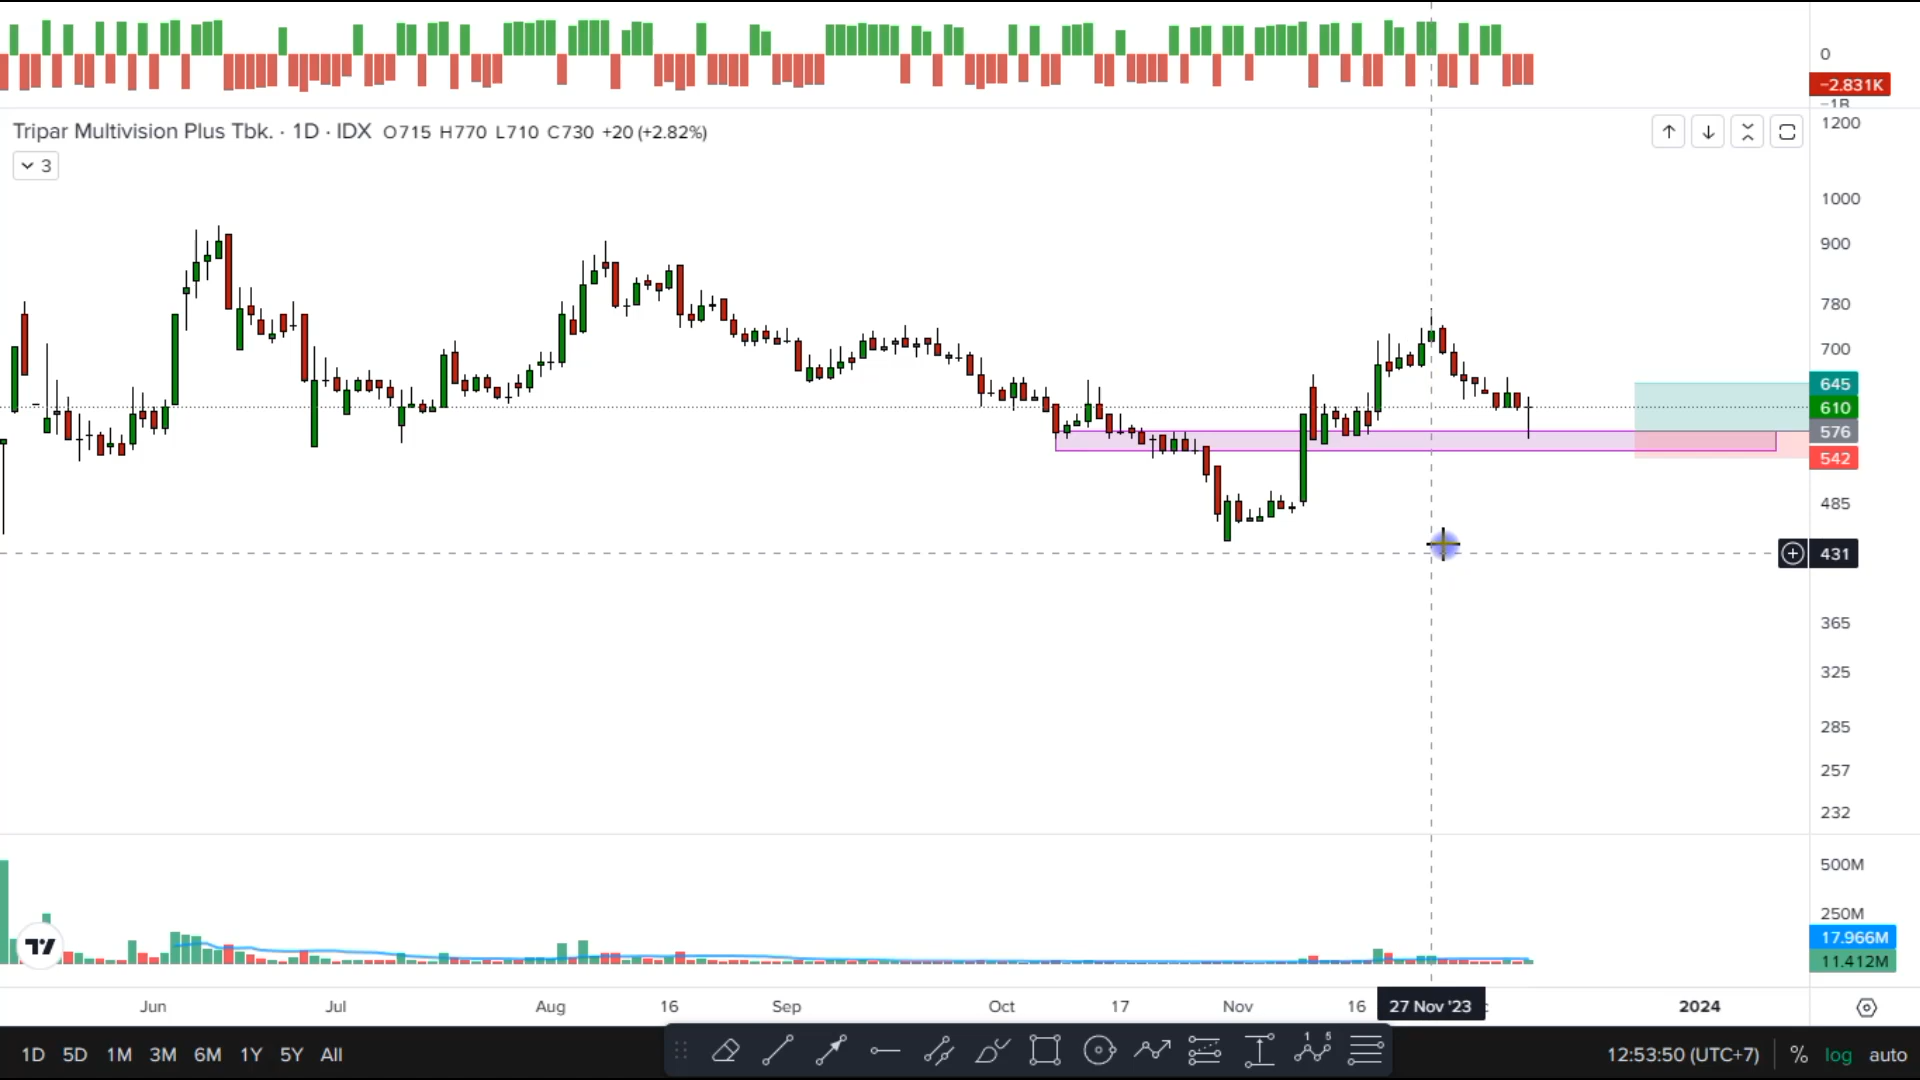 0
−2.831K
−1B
Tripar Multivision Plus Tbk. · 1D · IDX O715 H770 L710 C730 +20 (+2.82%)
3
1200
1000
900
780
700
645
610
576
542
485
431
365
325
285
257
232
500M
250M
17.966M
11.412M
Jun Jul Aug 16 Sep Oct 17 Nov 16 27 Nov '23 2024
1D 5D 1M 3M 6M 1Y 5Y All 1 5 12:53:50 (UTC+7) % log auto